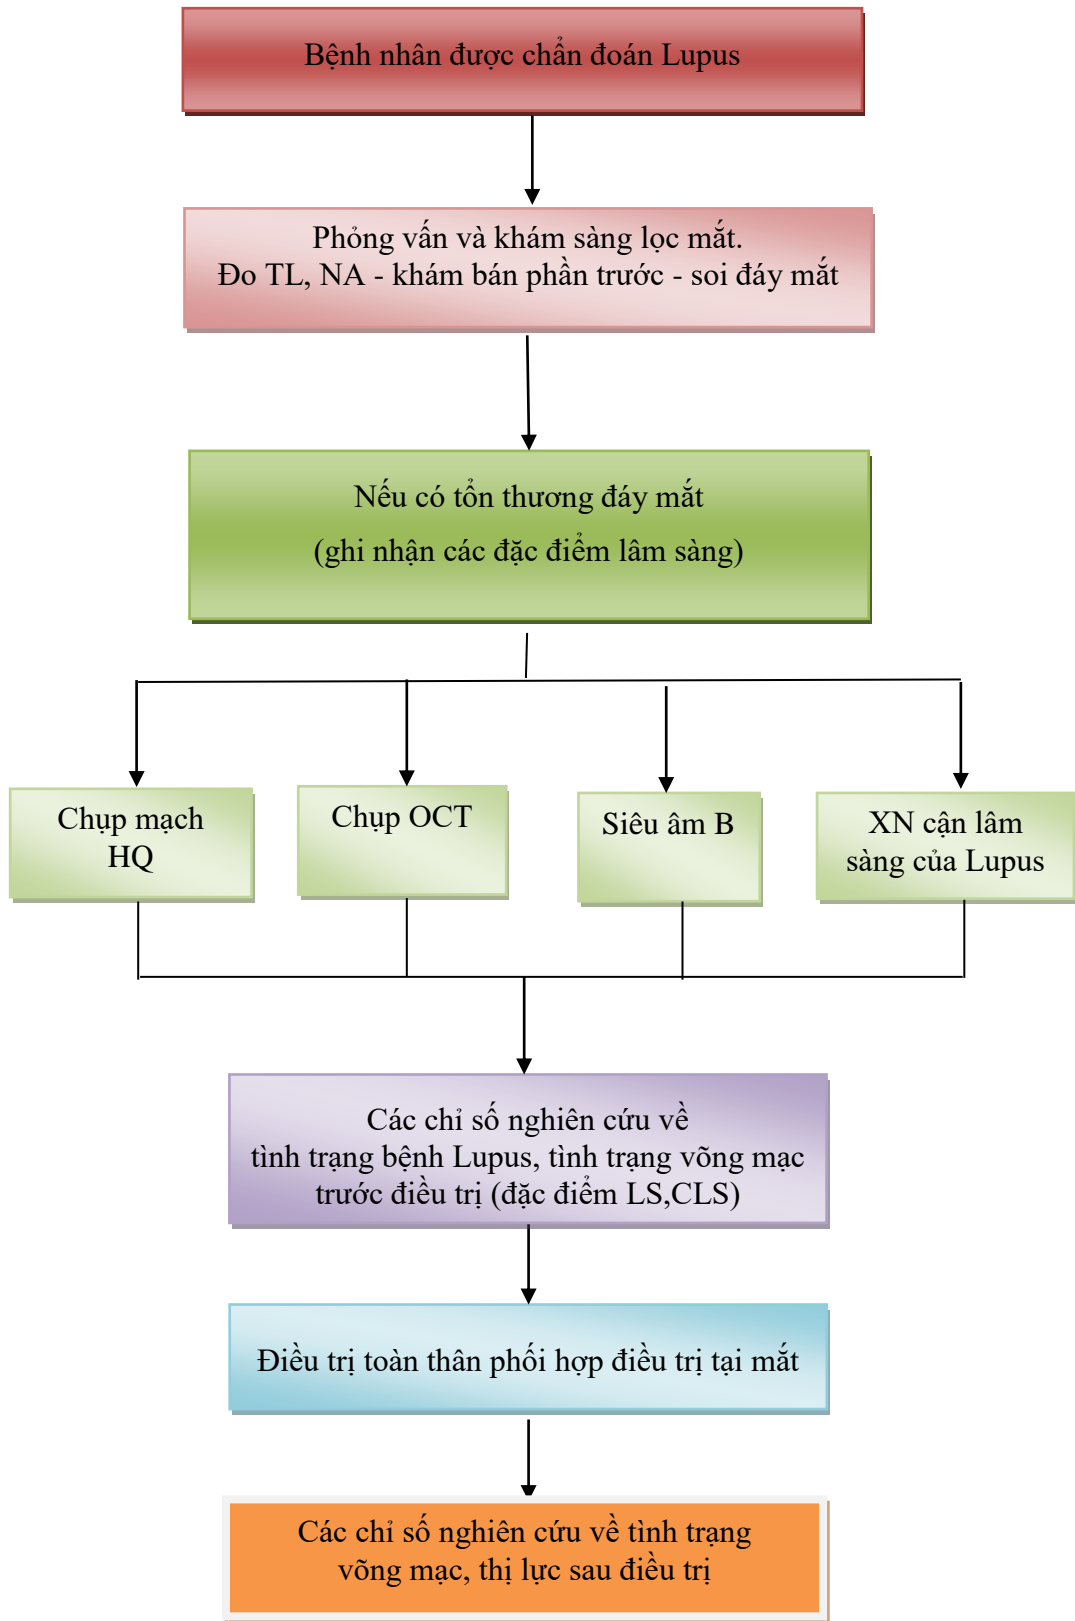 Bệnh nhân được chẩn đoán Lupus
Phỏng vấn và khám sàng lọc mắt.
Đo TL, NA - khám bán phần trước - soi đáy mắt
Nếu có tổn thương đáy mắt
(ghi nhận các đặc điểm lâm sàng)
Chụp mạch
HQ
Chụp OCT
Siêu âm B
XN cận lâm
sàng của Lupus
Các chỉ số nghiên cứu về
tình trạng bệnh Lupus, tình trạng võng mạc
trước điều trị (đặc điểm LS,CLS)
Điều trị toàn thân phối hợp điều trị tại mắt
Các chỉ số nghiên cứu về tình trạng
võng mạc, thị lực sau điều trị